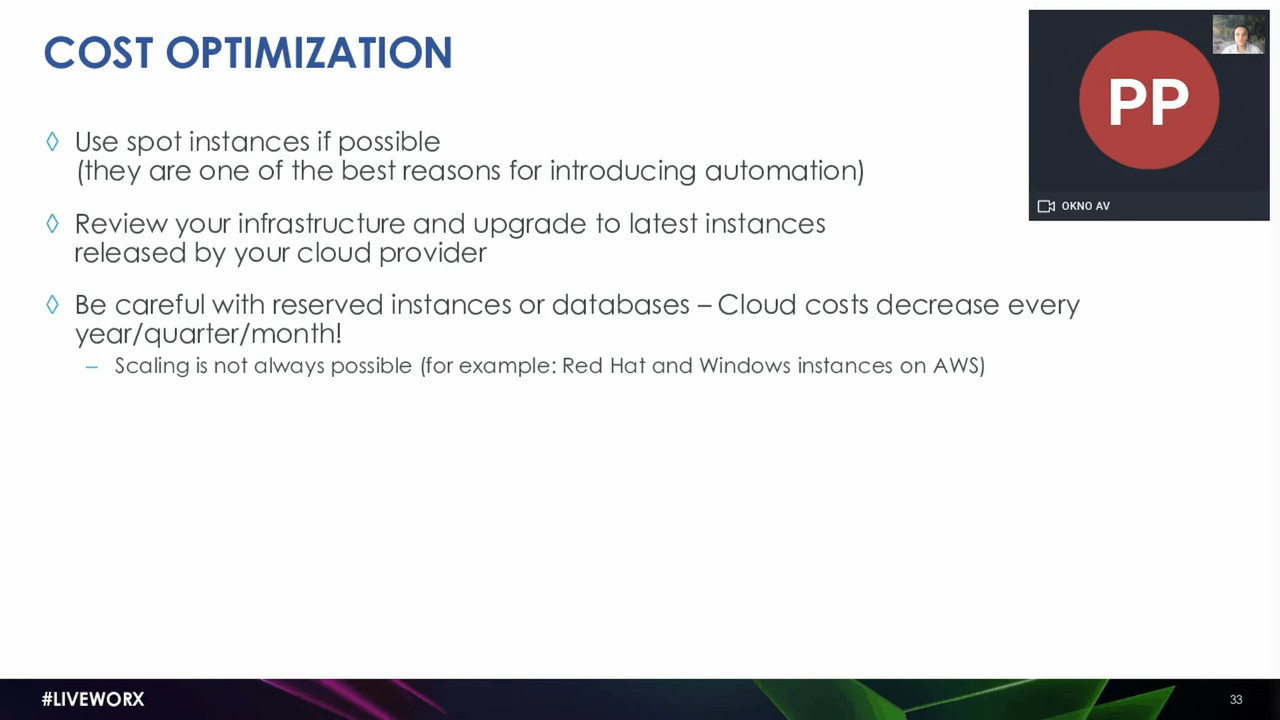 COST OPTIMIZATION
PP
OKNO AV
◊ Use spot instances if possible
(they are one of the best reasons for introducing automation)
◊ Review your infrastructure and upgrade to latest instances
released by your cloud provider
◊ Be careful with reserved instances or databases – Cloud costs decrease every
year/quarter/month!
– Scaling is not always possible (for example: Red Hat and Windows instances on AWS)
#LIVEWORX
33